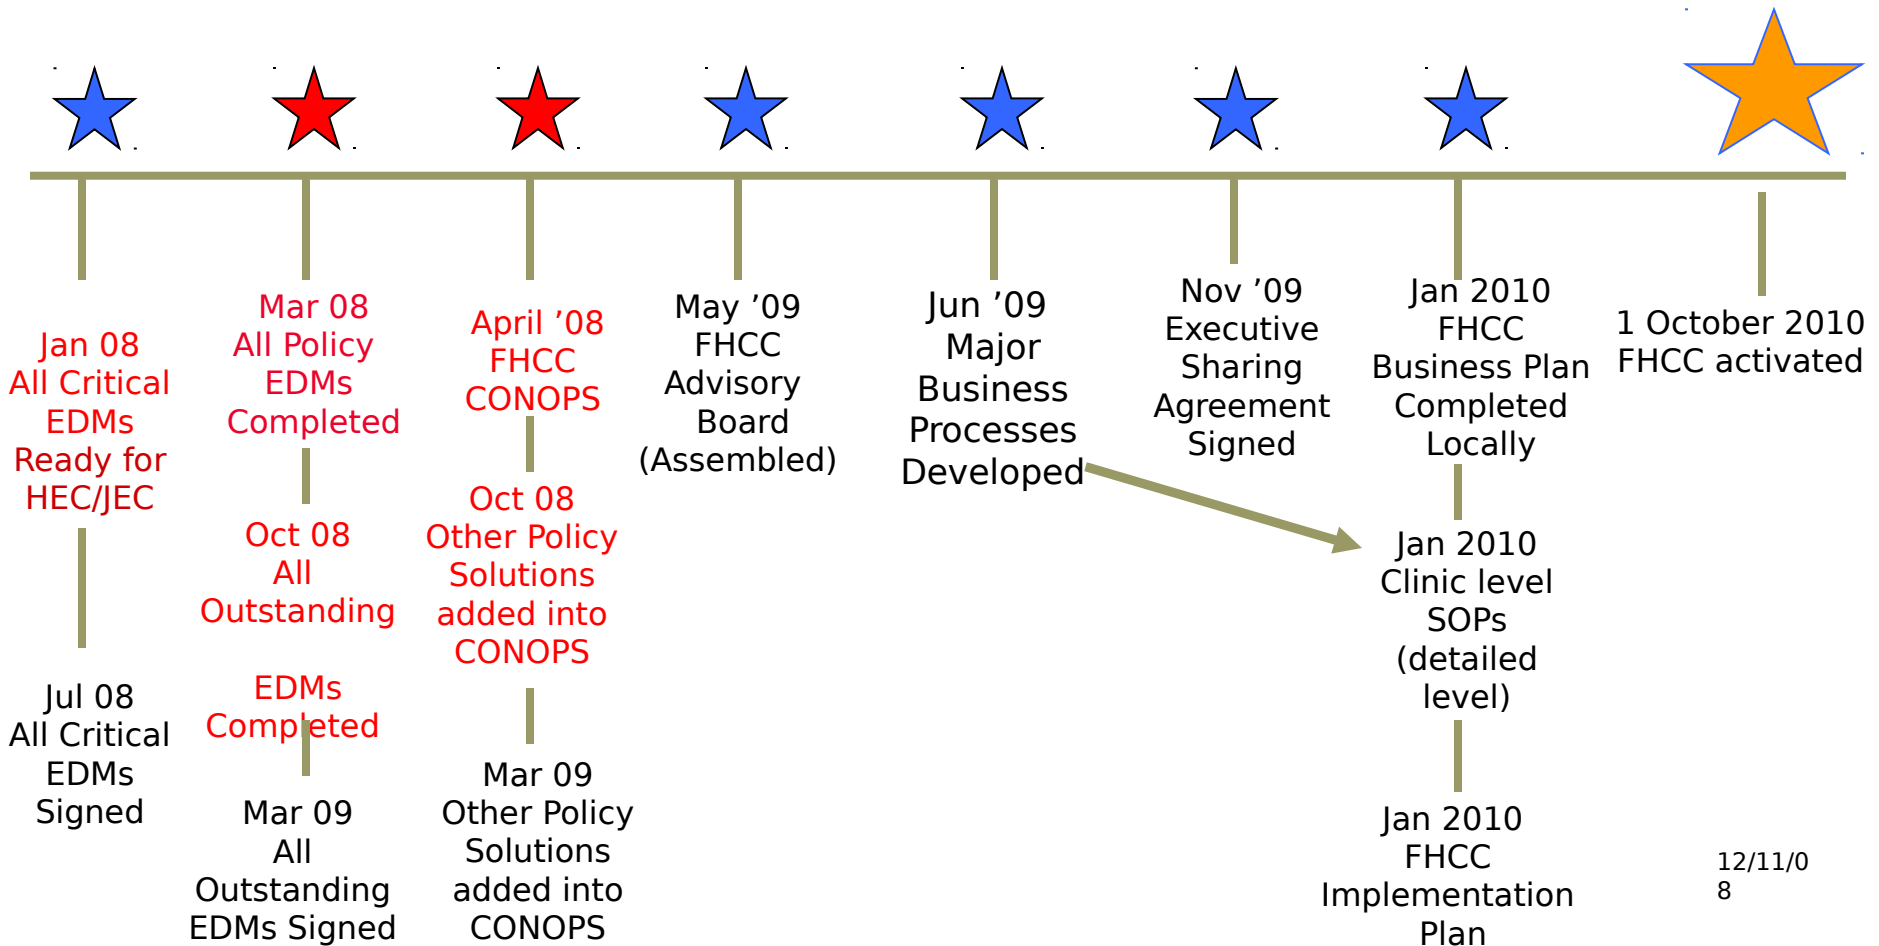 Jan 08
All Critical
EDMs
Ready for
HEC/JEC
Jul 08
All Critical
EDMs
Signed
Mar 08
All Policy
EDMs
Completed
Oct 08
All
Outstanding
EDMs
Completed
Mar 09
All
Outstanding
EDMs Signed
April ’08
FHCC
CONOPS
Oct 08
Other Policy
Solutions
added into
CONOPS
Mar 09
Other Policy
Solutions
added into
CONOPS
May ’09
FHCC
Advisory
Board
(Assembled)
Jun ’09
Major
Business
Processes
Developed
Nov ’09
Executive
Sharing
Agreement
Signed
Jan 2010
FHCC
Business Plan
Completed
Locally
Jan 2010
Clinic level
SOPs
(detailed
level)
Jan 2010
FHCC
Implementation
Plan
1 October 2010
FHCC activated
12/11/0
8